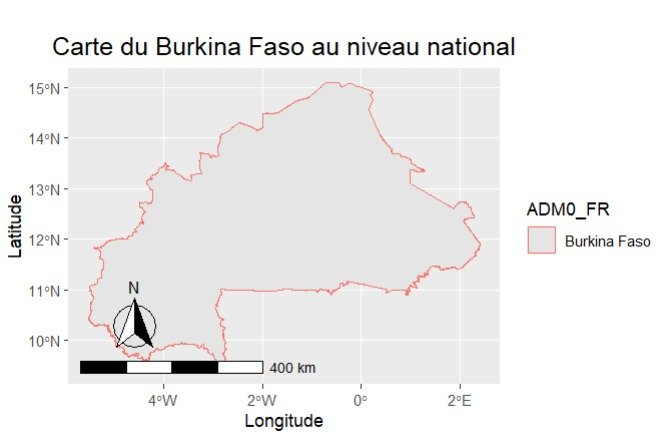 Carte du Burkina Faso au niveau national
15°N
14°N
13°N
12°N
11°N
10°N
Latitude
N
400 km
4°W
2°W
0°
2°E
Longitude
ADM0_FR
Burkina Faso